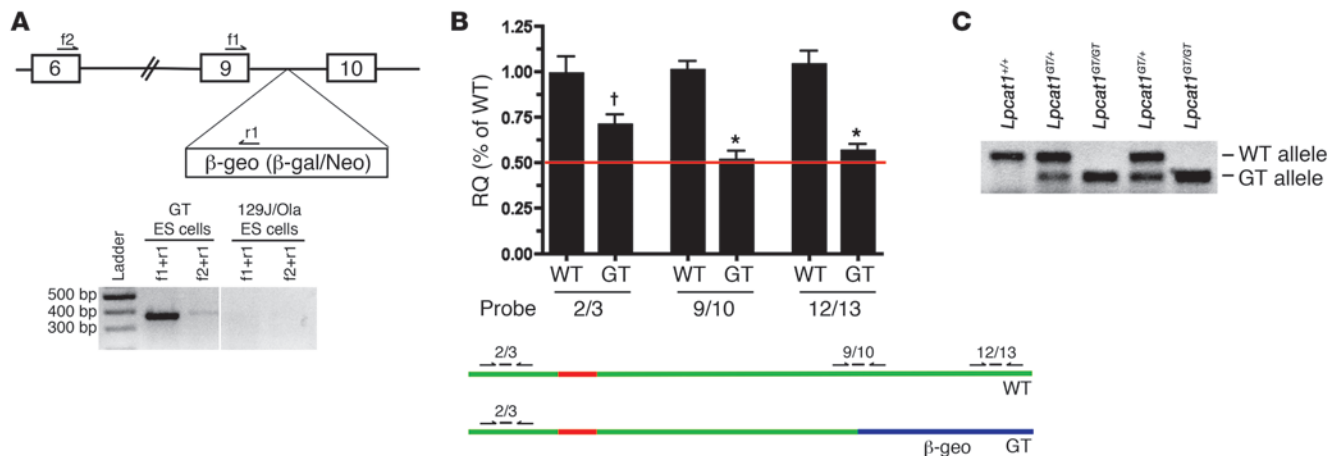 A
f2
f1
6
9
10
r1
β-geo (β-gal/Neo)
GT
ES cells
129J/Ola
ES cells
Ladder
f1+r1
f2+r1
f1+r1
f2+r1
500 bp
400 bp
300 bp
B
RQ (% of WT)
1.25
1.00
0.75
0.50
0.25
0.00
†
*
*
WT
GT
WT
GT
WT
GT
Probe
2/3
9/10
12/13
2/3
9/10
12/13
WT
2/3
β-geo
GT
C
Lpcat1+/+
Lpcat1GT/+
Lpcat1GT/GT
Lpcat1GT/+
Lpcat1GT/GT
– WT allele
– GT allele